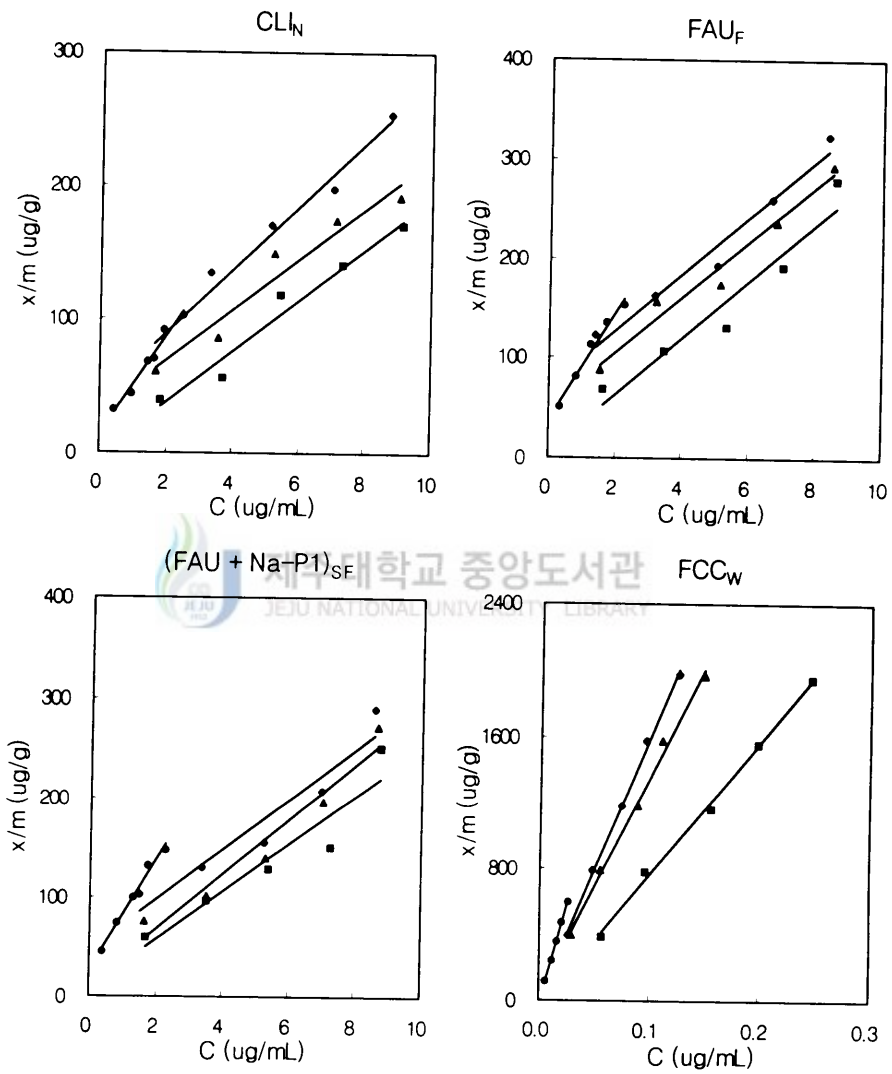 CLI_N
300
200
100
0
x/m (ug/g)
0 2 4 6 8 10
C (ug/mL)
FAU_F
400
300
200
100
0
x/m (ug/g)
0 2 4 6 8 10
C (ug/mL)
(FAU + Na-P1)_SF
400
300
200
100
0
x/m (ug/g)
0 2 4 6 8 10
C (ug/mL)
FCC_W
2400
1600
800
0
x/m (ug/g)
0.0 0.1 0.2 0.3
C (ug/mL)
제주대학교 중앙도서관
JEJU NATIONAL UNIVERSITY LIBRARY
JEJU
1952